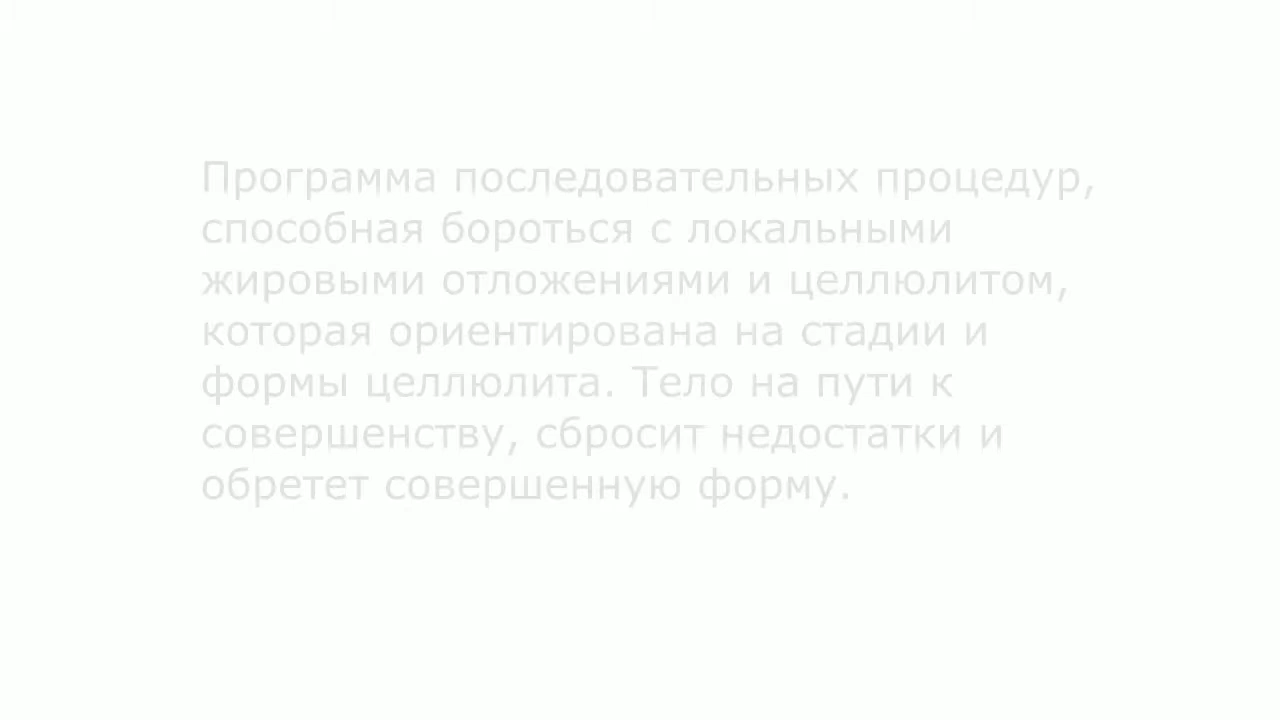 Программа последовательных процедур,
способная бороться с локальными
жировыми отложениями и целлюлитом,
которая ориентирована на стадии и
формы целлюлита. Тело на пути к
совершенству, сбросит недостатки и
обретет совершенную форму.